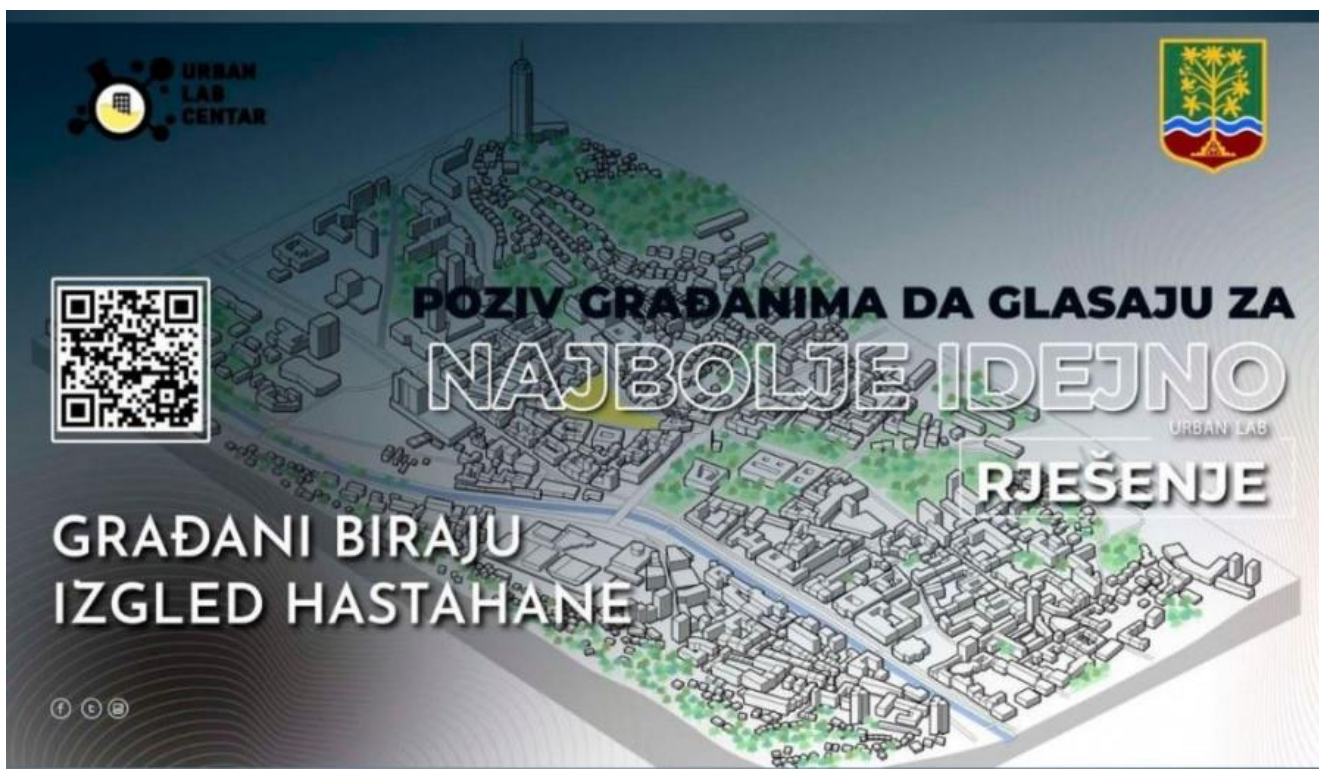 URBAN
LAB
CENTAR
POZIV GRAĐANIMA DA GLASAJU ZA
NAJBOLJE IDEJNO
URBAN LAB
RJEŠENJE
GRAĐANI BIRAJU
IZGLED HASTAHANE